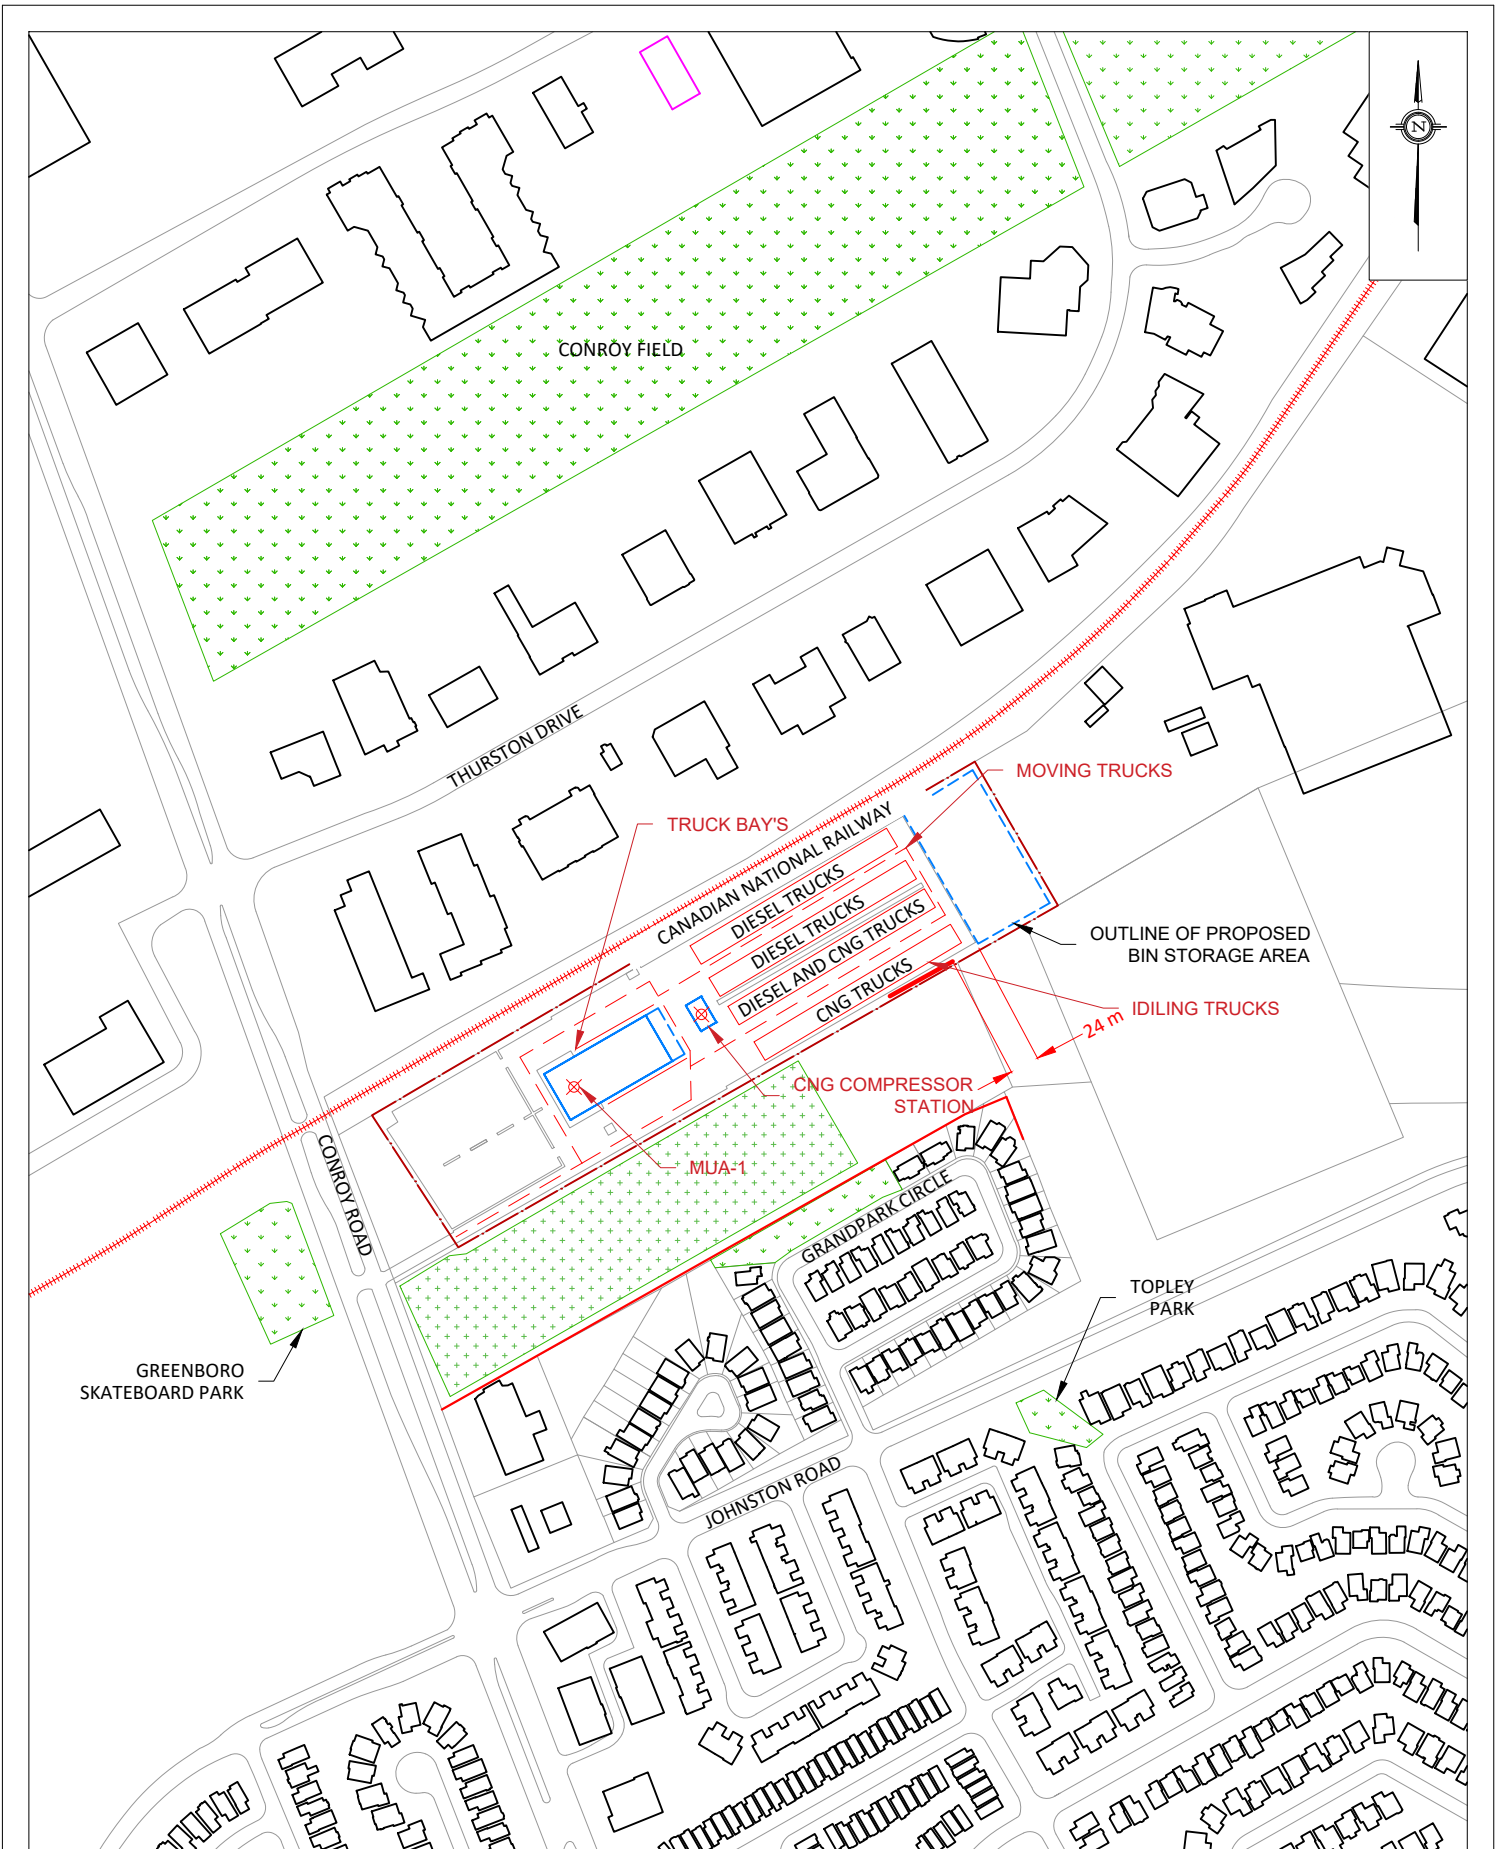 N
CONROY FIELD
THURSTON DRIVE
MOVING TRUCKS
TRUCK BAY'S
CANADIAN NATIONAL RAILWAY
DIESEL TRUCKS
DIESEL TRUCKS
DIESEL AND CNG TRUCKS
CNG TRUCKS
OUTLINE OF PROPOSED
BIN STORAGE AREA
IDILING TRUCKS
24 m
CNG COMPRESSOR
STATION
MUA-1
CONROY ROAD
GRANDPARK CIRCLE
TOPLEY
PARK
GREENBORO
SKATEBOARD PARK
JOHNSTON ROAD